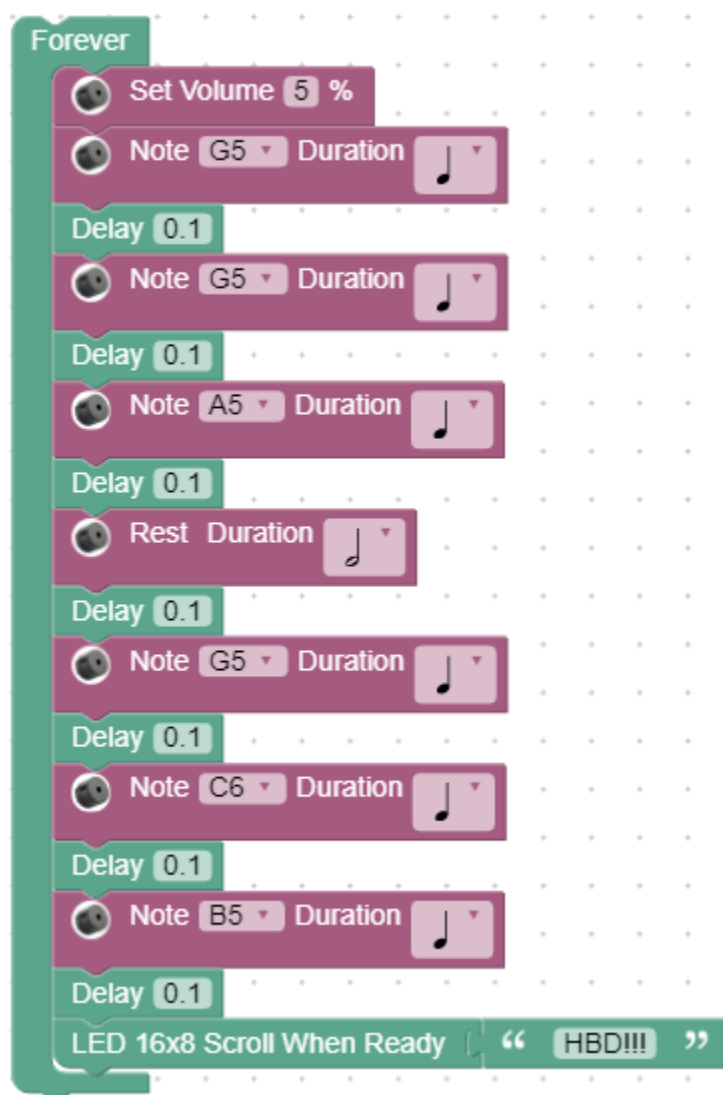 Forever
Set Volume 5 %
Note G5 Duration
Delay 0.1
Note G5 Duration
Delay 0.1
Note A5 Duration
Delay 0.1
Rest Duration
Delay 0.1
Note G5 Duration
Delay 0.1
Note C6 Duration
Delay 0.1
Note B5 Duration
Delay 0.1
LED 16x8 Scroll When Ready “ HBD!!! ”